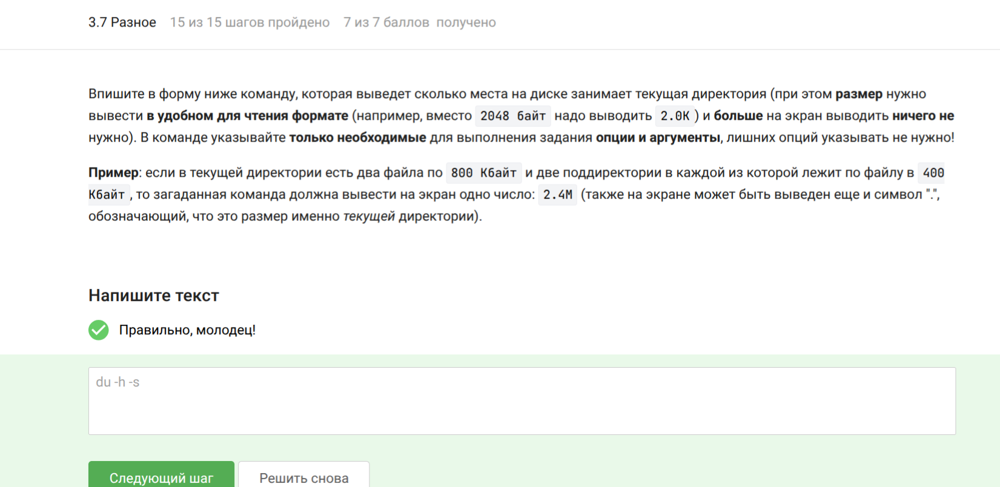 3.7 Разное 15 из 15 шагов пройдено 7 из 7 баллов получено
Впишите в форму ниже команду, которая выведет сколько места на диске занимает текущая директория (при этом размер нужно
вывести в удобном для чтения формате (например, вместо 2048 байт надо выводить 2.0K ) и больше на экран выводить ничего не
нужно). В команде указывайте только необходимые для выполнения задания опции и аргументы, лишних опций указывать не нужно!
Пример: если в текущей директории есть два файла по 800 Кбайт и две поддиректории в каждой из которой лежит по файлу в 400
Кбайт , то загаданная команда должна вывести на экран одно число: 2.4M (также на экране может быть выведен еще и символ ".",
обозначающий, что это размер именно текущей директории).
Напишите текст
Правильно, молодец!
du -h -s
Следующий шаг Решить снова